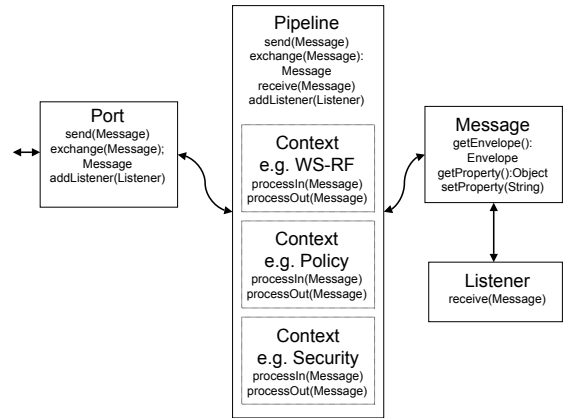 Pipeline
send(Message)
exchange(Message):
Message
receive(Message)
addListener(Listener)
Port
send(Message)
exchange(Message);
Message
addListener(Listener)
Context
e.g. WS-RF
processIn(Message)
processOut(Message)
Context
e.g. Policy
processIn(Message)
processOut(Message)
Context
e.g. Security
processIn(Message)
processOut(Message)
Message
getEnvelope():
Envelope
getProperty():Object
setProperty(String)
Listener
receive(Message)